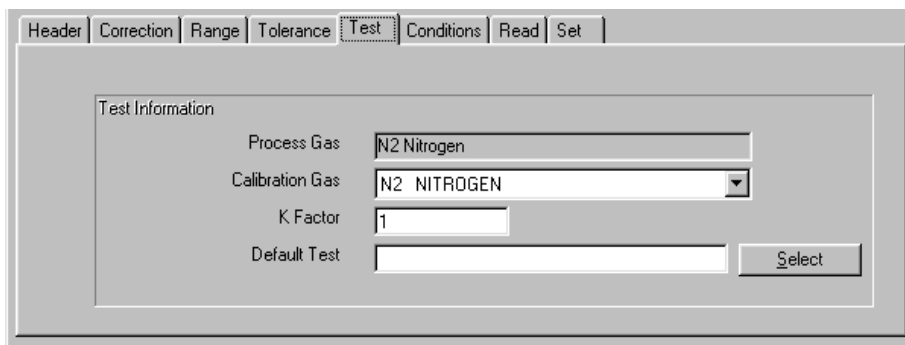 Header Correction Range Tolerance Test Conditions Read Set
Test Information
Process Gas N2 Nitrogen
Calibration Gas N2 NITROGEN
K Factor 1
Default Test Select